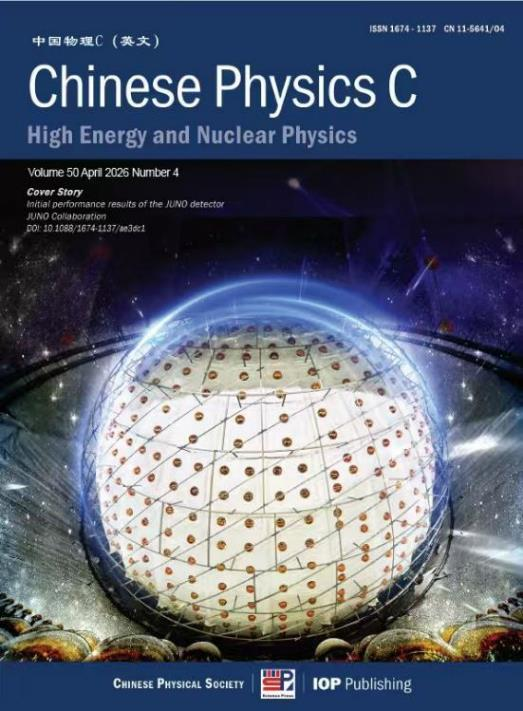 ISSN 1674 - 1137 CN 11-5641/04
中国物理C (英文)
Chinese Physics C
High Energy and Nuclear Physics
Volume 50 April 2026 Number 4
Cover Story
Initial performance results of the JUNO detector
JUNO Collaboration
DOI: 10.1088/1674-1137/ae3dc1
CHINESE PHYSICAL SOCIETY
Science Press
IOP Publishing